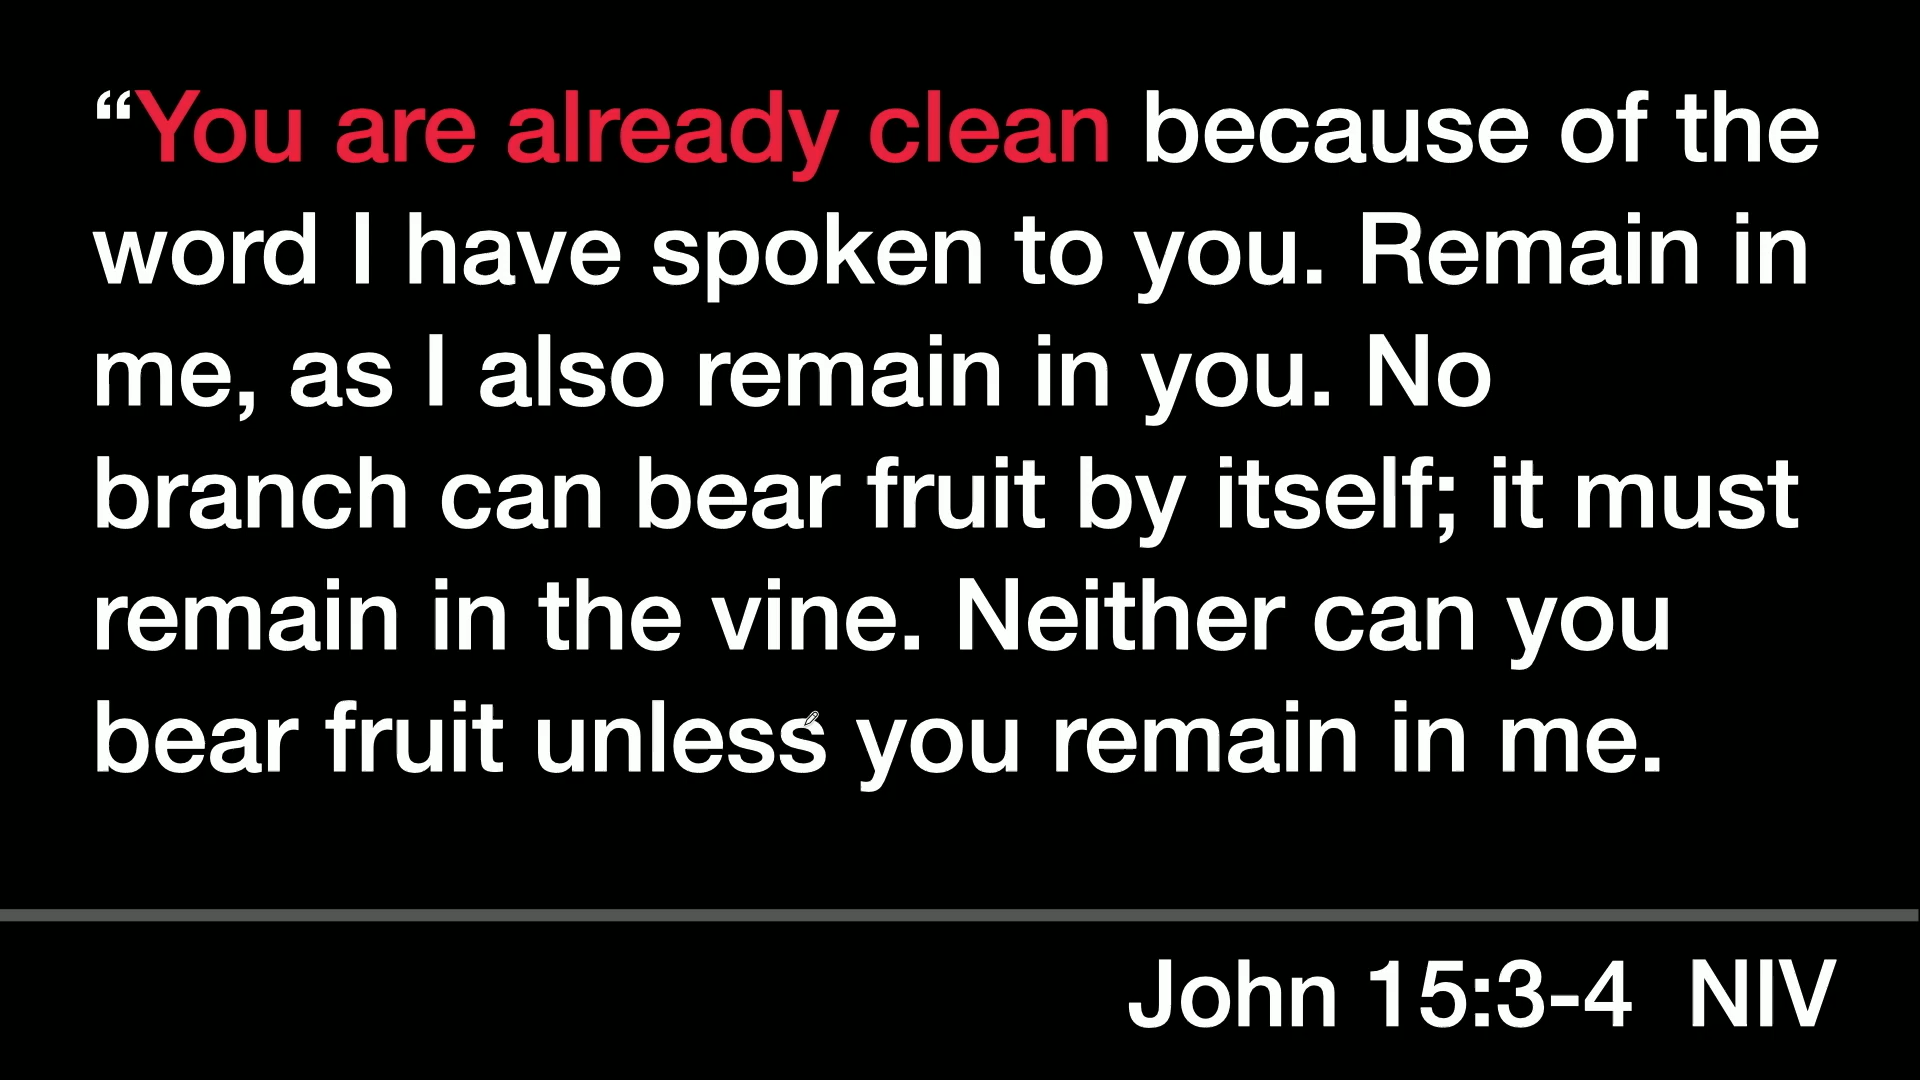 “You are already clean because of the
word I have spoken to you. Remain in
me, as I also remain in you. No
branch can bear fruit by itself; it must
remain in the vine. Neither can you
bear fruit unless you remain in me.
John 15:3-4  NIV